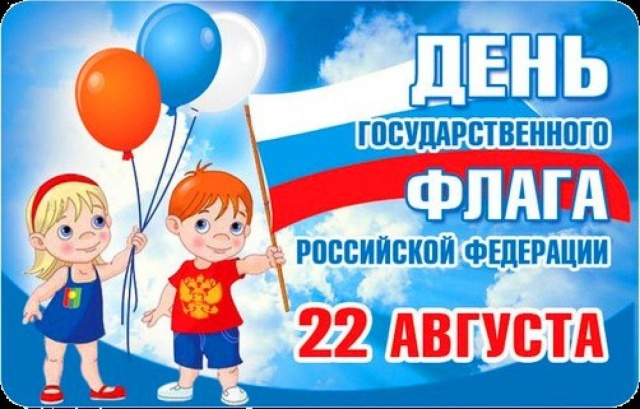 ДЕНЬ
ГОСУДАРСТВЕННОГО
ФЛАГА
РОССИЙСКОЙ ФЕДЕРАЦИИ
22 АВГУСТА